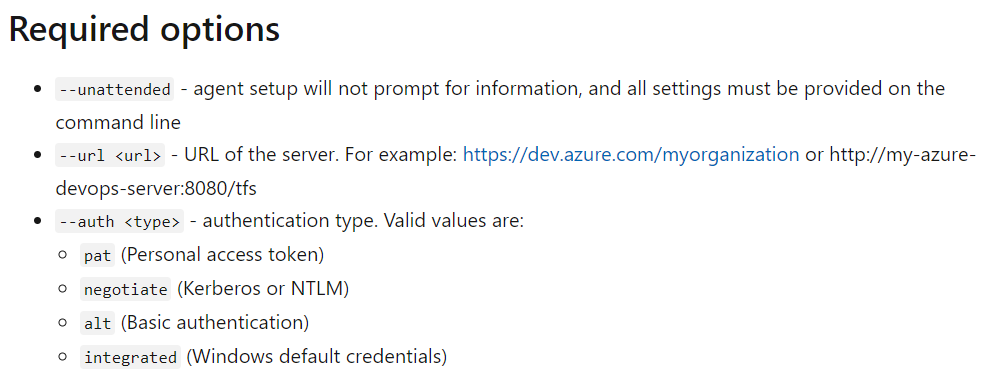 Required options
• --unattended - agent setup will not prompt for information, and all settings must be provided on the
command line
• --url <url> - URL of the server. For example: https://dev.azure.com/myorganization or http://my-azure-
devops-server:8080/tfs
• --auth <type> - authentication type. Valid values are:
◦ pat (Personal access token)
◦ negotiate (Kerberos or NTLM)
◦ alt (Basic authentication)
◦ integrated (Windows default credentials)